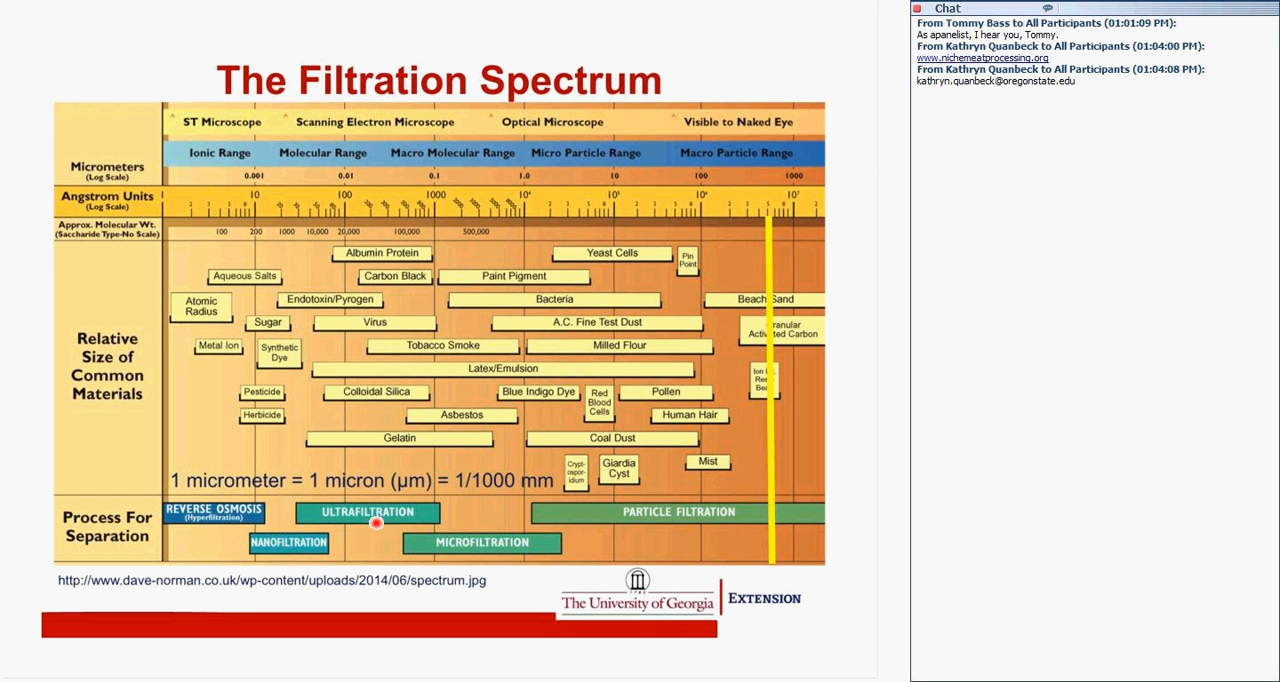 The Filtration Spectrum
ST Microscope Scanning Electron Microscope Optical Microscope Visible to Naked Eye
Ionic Range Molecular Range Macro Molecular Range Micro Particle Range Macro Particle Range
Micrometers
(Log Scale)
0.001 0.01 0.1 1.0 10 100 1000
Angstrom Units
(Log Scale)
1 10 100 1000 10⁴ 10⁵ 10⁶ 10⁷
Approx. Molecular Wt.
(Saccharide Type-No Scale)
100 200 1000 10,000 20,000 100,000 500,000
Relative
Size of
Common
Materials
Albumin Protein
Yeast Cells
Pin
Point
Aqueous Salts
Carbon Black
Paint Pigment
Atomic
Radius
Endotoxin/Pyrogen
Bacteria
Beach Sand
Sugar
Virus
A.C. Fine Test Dust
Activated Carbon
Metal Ion
Synthetic
Dye
Tobacco Smoke
Milled Flour
Latex/Emulsion
Ion
Pesticide
Colloidal Silica
Blue Indigo Dye
Red
Blood
Cells
Pollen
Herbicide
Asbestos
Human Hair
Gelatin
Coal Dust
Crypt-
ospor-
idium
Giardia
Cyst
Mist
1 micrometer = 1 micron (µm) = 1/1000 mm
Process For
Separation
REVERSE OSMOSIS
(Hyperfiltration)
ULTRAFILTRATION
PARTICLE FILTRATION
NANOFILTRATION
MICROFILTRATION
http://www.dave-norman.co.uk/wp-content/uploads/2014/06/spectrum.jpg
1785
The University of Georgia
EXTENSION
Chat
From Tommy Bass to All Participants (01:01:09 PM):
As apanelist, I hear you, Tommy.
From Kathryn Quanbeck to All Participants (01:04:00 PM):
www.nichemeatprocessing.org
From Kathryn Quanbeck to All Participants (01:04:08 PM):
kathryn.quanbeck@oregonstate.edu